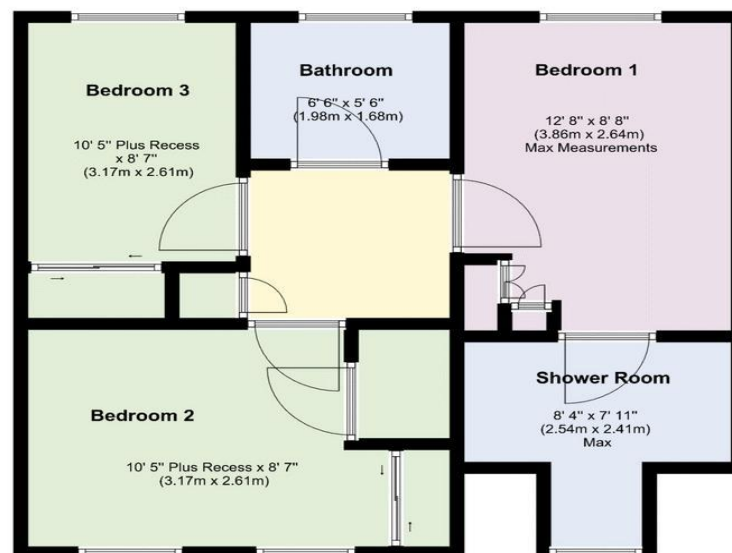 Bedroom 3
10' 5" Plus Recess
x 8' 7"
(3.17m x 2.61m)
Bathroom
6' 6" x 5' 6"
(1.98m x 1.68m)
Bedroom 1
12' 8" x 8' 8"
(3.86m x 2.64m)
Max Measurements
Bedroom 2
10' 5" Plus Recess x 8' 7"
(3.17m x 2.61m)
Shower Room
8' 4" x 7' 11"
(2.54m x 2.41m)
Max